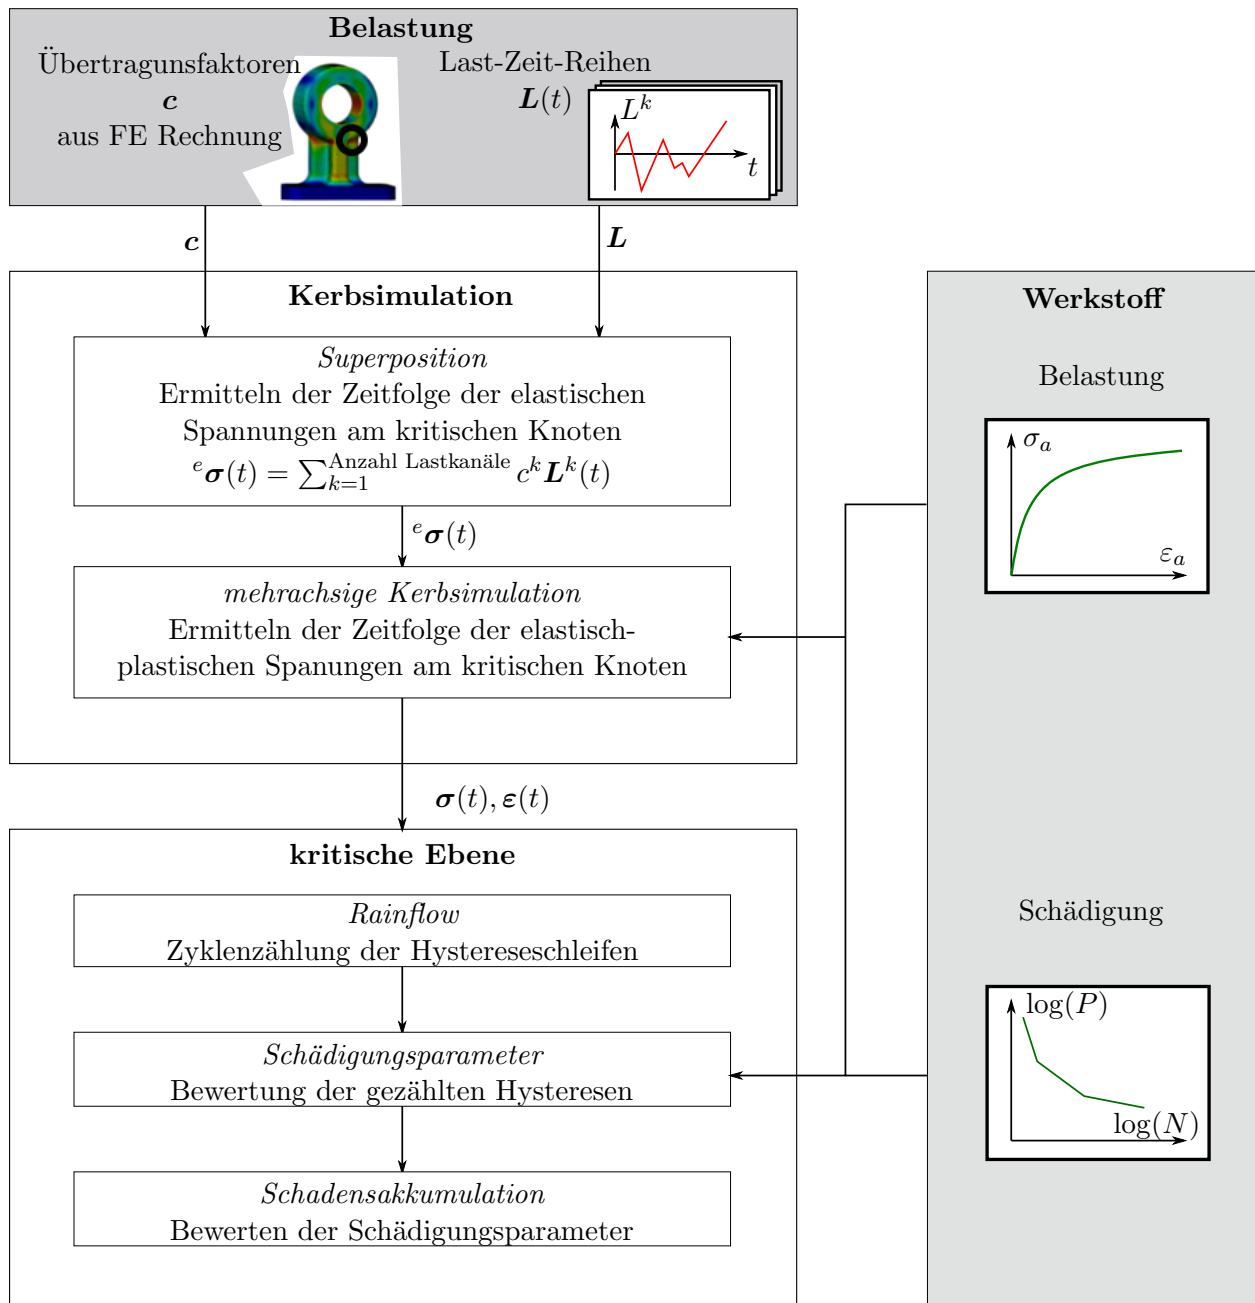 Belastung
Übertragunsfaktoren
c
aus FE Rechnung
Last-Zeit-Reihen
L(t)
L^k
t
c
L
Kerbsimulation
Superposition
Ermitteln der Zeitfolge der elastischen
Spannungen am kritischen Knoten
^eσ(t) = ∑_{k=1}^{Anzahl Lastkanäle} c^k L^k(t)
^eσ(t)
mehrachsige Kerbsimulation
Ermitteln der Zeitfolge der elastisch-
plastischen Spanungen am kritischen Knoten
σ(t), ε(t)
kritische Ebene
Rainflow
Zyklenzählung der Hystereseschleifen
Schädigungsparameter
Bewertung der gezählten Hysteresen
Schadensakkumulation
Bewerten der Schädigungsparameter
Werkstoff
Belastung
σ_a
ε_a
Schädigung
log(P)
log(N)